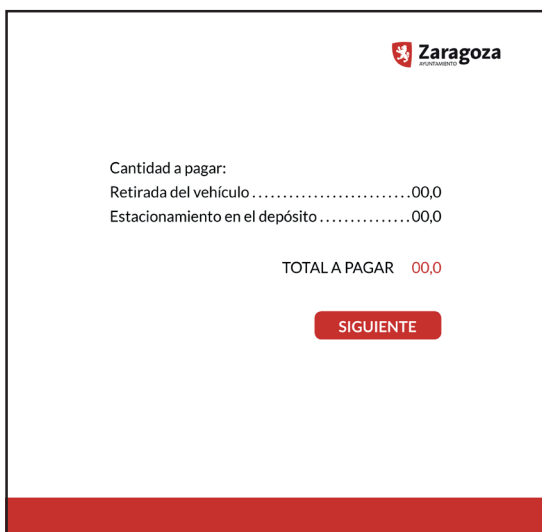 Zaragoza
AYUNTAMIENTO
Cantidad a pagar:
Retirada del vehículo ..........................00,0
Estacionamiento en el depósito ...............00,0
TOTAL A PAGAR 00,0
SIGUIENTE